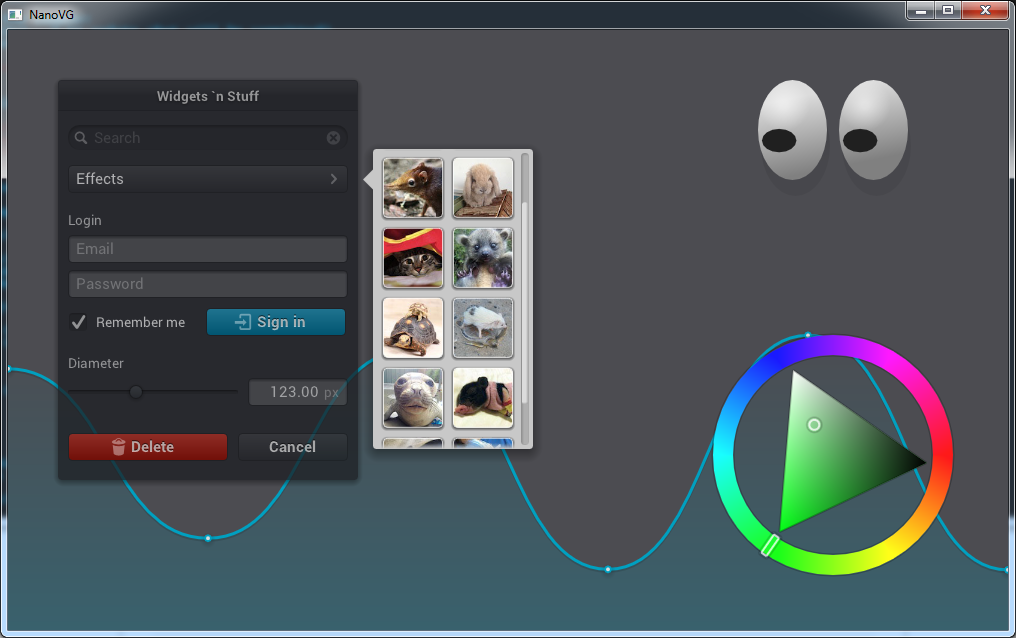 NanoVG
Widgets `n Stuff
Search
Effects
Login
Email
Password
Remember me
Sign in
Diameter
123.00 px
Delete
Cancel